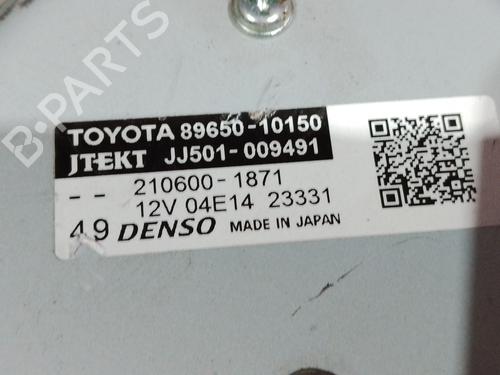 B-PARTS
TOYOTA 89650-10150
JTEKT JJ501-009491
-- 210600-1871
12V 04E14 23331
49 DENSO MADE IN JAPAN